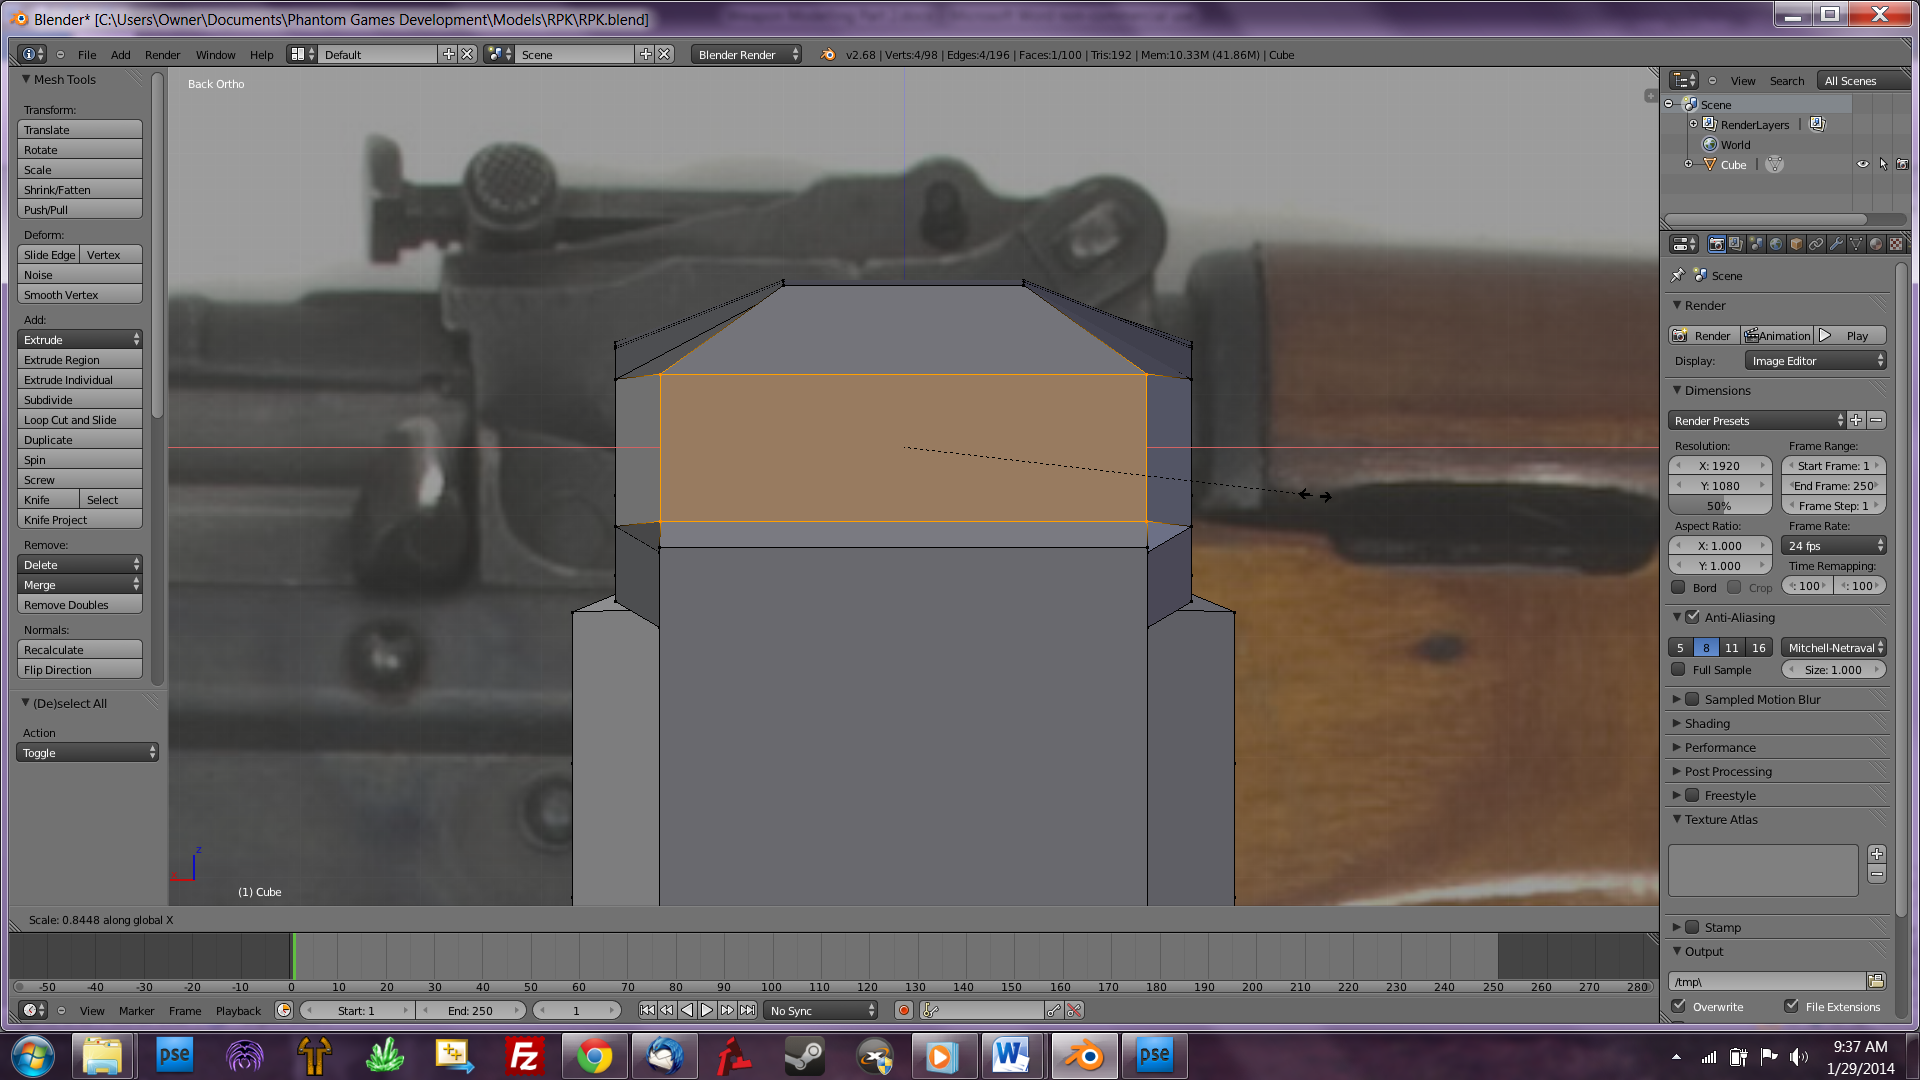 Blender* [C:\Users\Owner\Documents\Phantom Games Development\Models\RPK\RPK.blend]
File Add Render Window Help Default Scene Blender Render v2.68 | Verts:4/98 | Edges:4/196 | Faces:1/100 | Tris:192 | Mem:10.33M (41.86M) | Cube
Mesh Tools
Transform:
Translate
Rotate
Scale
Shrink/Fatten
Push/Pull
Deform:
Slide Edge Vertex
Noise
Smooth Vertex
Add:
Extrude
Extrude Region
Extrude Individual
Subdivide
Loop Cut and Slide
Duplicate
Spin
Screw
Knife Select
Knife Project
Remove:
Delete
Merge
Remove Doubles
Normals:
Recalculate
Flip Direction
(De)select All
Action
Toggle
Back Ortho
z
(1) Cube
Scale: 0.8448 along global X
View Search All Scenes
Scene
RenderLayers
World
Cube
Scene
Render
Render Animation Play
Display: Image Editor
Dimensions
Render Presets
Resolution: Frame Range:
X: 1920 Start Frame: 1
Y: 1080 End Frame: 250
50% Frame Step: 1
Aspect Ratio: Frame Rate:
X: 1.000 24 fps
Y: 1.000 Time Remapping:
Bord Crop : 100 : 100
Anti-Aliasing
5 8 11 16 Mitchell-Netraval
Full Sample Size: 1.000
Sampled Motion Blur
Shading
Performance
Post Processing
Freestyle
Texture Atlas
Stamp
Output
/tmp\
Overwrite File Extensions
-50 -40 -30 -20 -10 0 10 20 30 40 50 60 70 80 90 100 110 120 130 140 150 160 170 180 190 200 210 220 230 240 250 260 270 280
View Marker Frame Playback Start: 1 End: 250 1 No Sync
pse Fz W pse
9:37 AM
1/29/2014